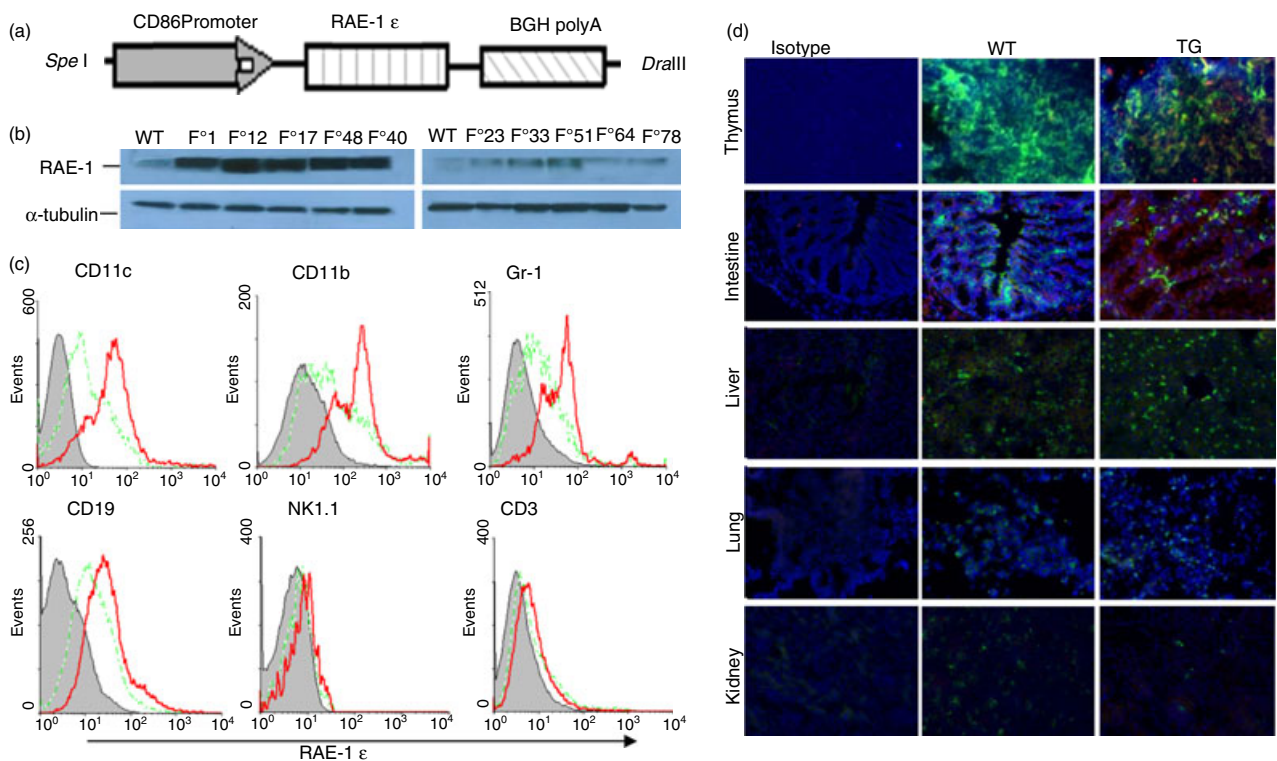 (a)
CD86Promoter RAE-1 ε BGH polyA
Spe I DraIII
(b)
WT F°1 F°12 F°17 F°48 F°40 WT F°23 F°33 F°51 F°64 F°78
RAE-1
α-tubulin
(c)
CD11c CD11b Gr-1
600 200 512
Events Events Events
0 0 0
10⁰ 10¹ 10² 10³ 10⁴ 10⁰ 10¹ 10² 10³ 10⁴ 10⁰ 10¹ 10² 10³ 10⁴
CD19 NK1.1 CD3
256 400 400
Events Events Events
0 0 0
10⁰ 10¹ 10² 10³ 10⁴ 10⁰ 10¹ 10² 10³ 10⁴ 10⁰ 10¹ 10² 10³ 10⁴
RAE-1 ε
(d)
Isotype WT TG
Thymus
Intestine
Liver
Lung
Kidney